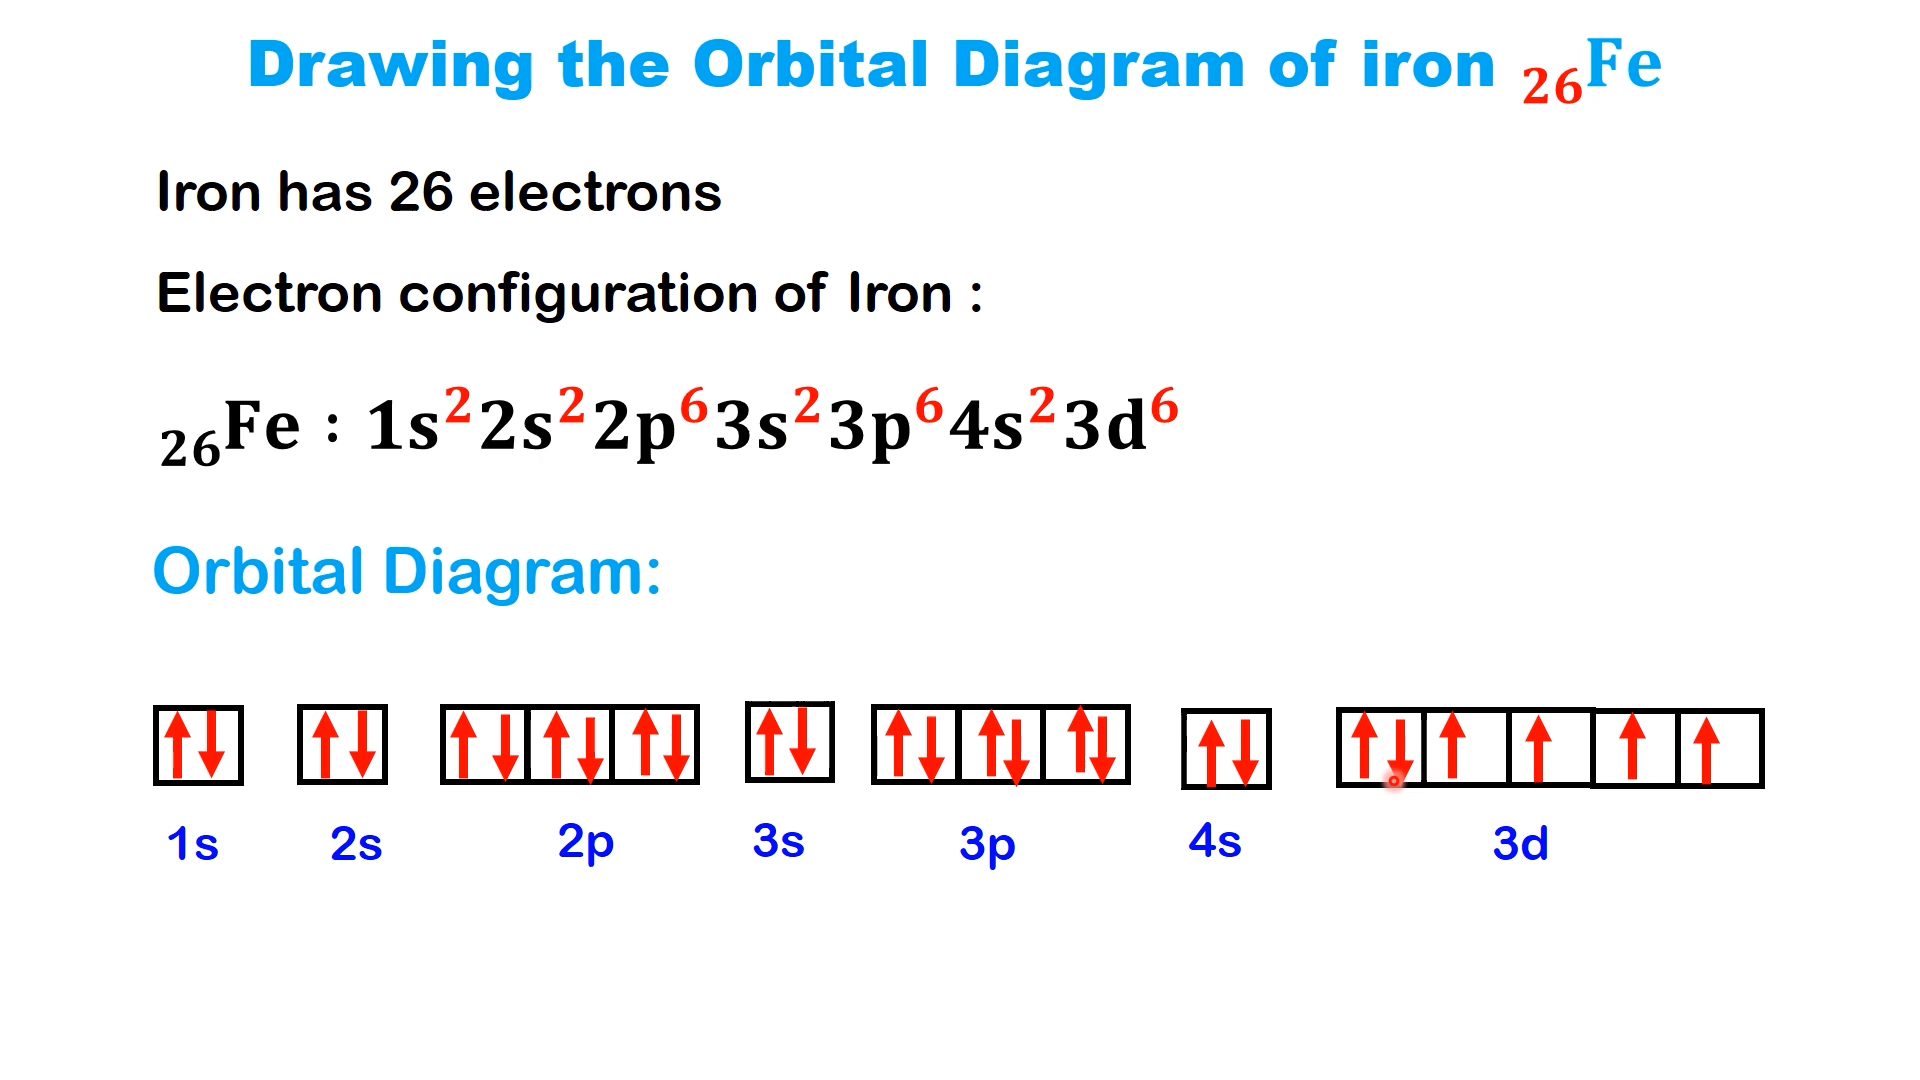 Drawing the Orbital Diagram of iron ₂₆Fe
Iron has 26 electrons
Electron configuration of Iron :
₂₆Fe : 1s²2s²2p⁶3s²3p⁶4s²3d⁶
Orbital Diagram:
1s 2s 2p 3s 3p 4s 3d